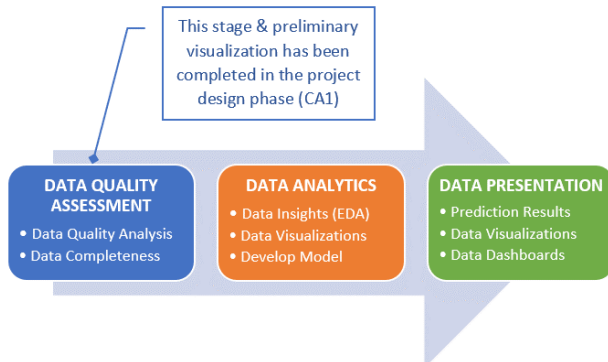 This stage & preliminary
visualization has been
completed in the project
design phase (CA1)
DATA QUALITY
ASSESSMENT
• Data Quality Analysis
• Data Completeness
DATA ANALYTICS
• Data Insights (EDA)
• Data Visualizations
• Develop Model
DATA PRESENTATION
• Prediction Results
• Data Visualizations
• Data Dashboards